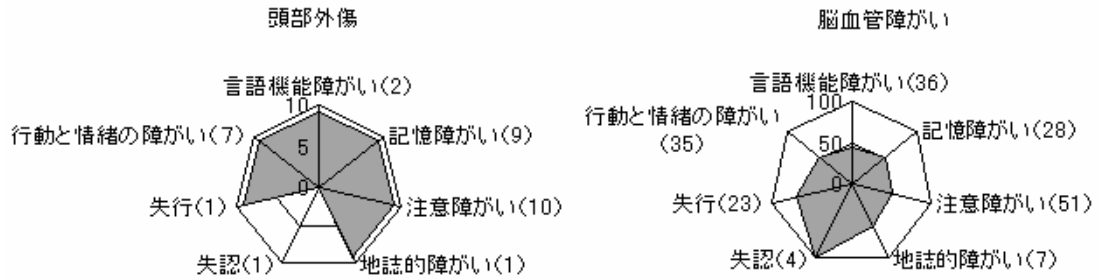 頭部外傷
言語機能障がい(2)
10
行動と情緒の障がい(7)
記憶障がい(9)
5
0
失行(1)
注意障がい(10)
失認(1)
地誌的障がい(1)
脳血管障がい
言語機能障がい(36)
100
行動と情緒の障がい
(35)
記憶障がい(28)
50
0
失行(23)
注意障がい(51)
失認(4)
地誌的障がい(7)